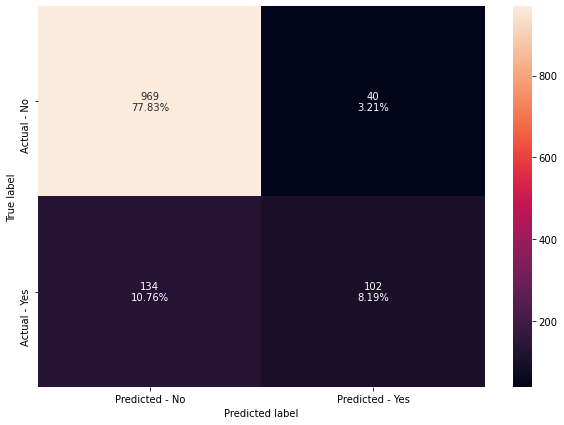 969
77.83%
40
3.21%
134
10.76%
102
8.19%
Actual - No
Actual - Yes
True label
Predicted - No
Predicted - Yes
Predicted label
800
600
400
200